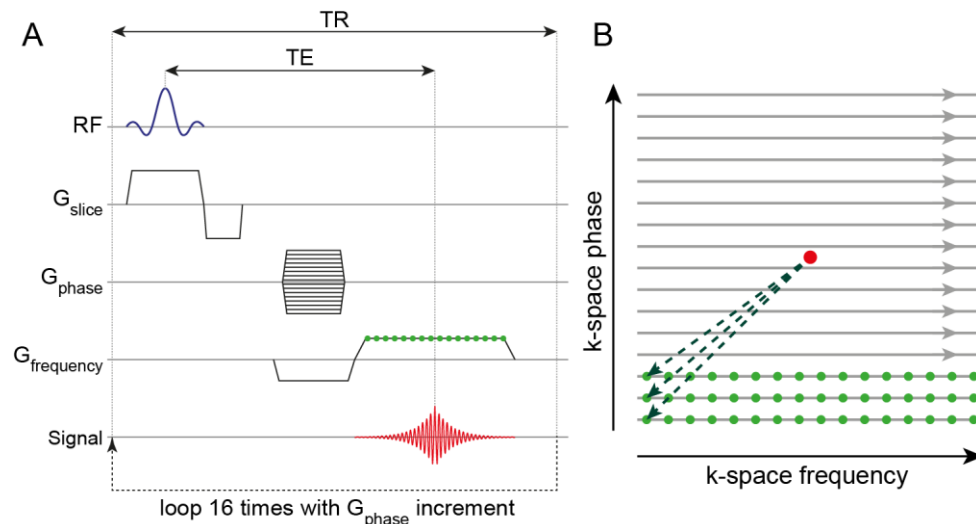 A
TR
TE
RF
Gslice
Gphase
Gfrequency
Signal
loop 16 times with Gphase increment
B
k-space phase
k-space frequency